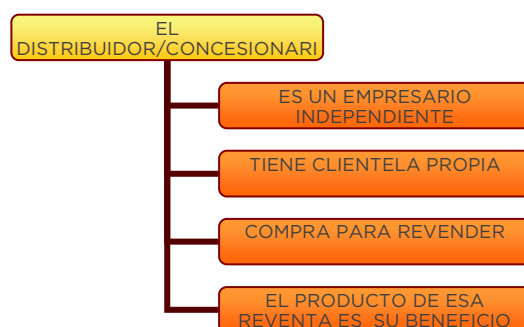 EL
DISTRIBUIDOR/CONCESIONARI
ES UN EMPRESARIO
INDEPENDIENTE
TIENE CLIENTELA PROPIA
COMPRA PARA REVENDER
EL PRODUCTO DE ESA
REVENTA ES SU BENEFICIO